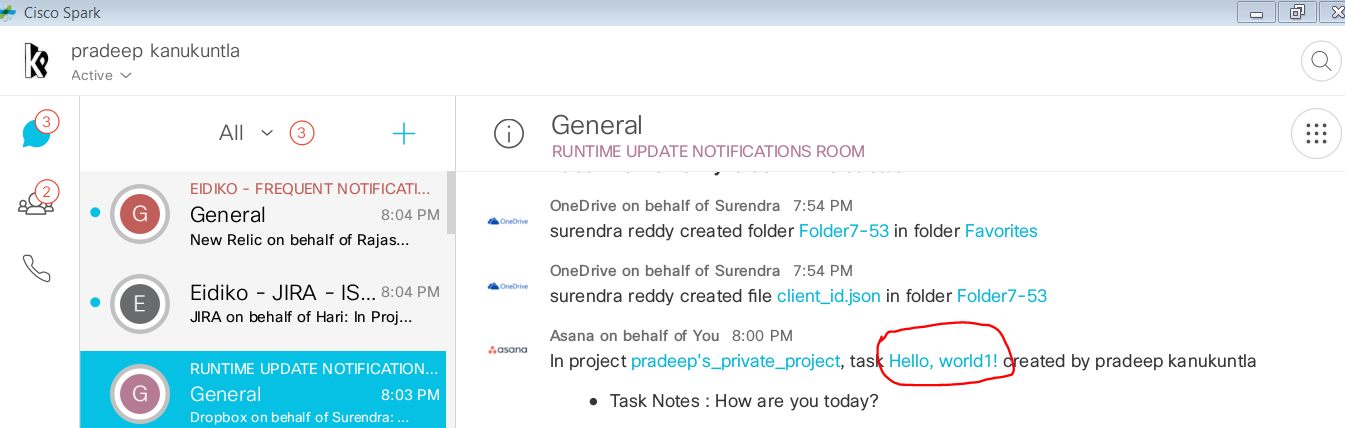 Cisco Spark
pradeep kanukuntla
Active
3
2
All
3
EIDIKO - FREQUENT NOTIFICATI...
G
General
8:04 PM
New Relic on behalf of Rajas...
E
Eidiko - JIRA - IS...
8:04 PM
JIRA on behalf of Hari: In Proj...
RUNTIME UPDATE NOTIFICATION...
G
General
8:03 PM
Dropbox on behalf of Surendra: ...
General
RUNTIME UPDATE NOTIFICATIONS ROOM
OneDrive
OneDrive on behalf of Surendra 7:54 PM
surendra reddy created folder Folder7-53 in folder Favorites
OneDrive
OneDrive on behalf of Surendra 7:54 PM
surendra reddy created file client_id.json in folder Folder7-53
asana
Asana on behalf of You 8:00 PM
In project pradeep's_private_project, task Hello, world1! created by pradeep kanukuntla
• Task Notes : How are you today?